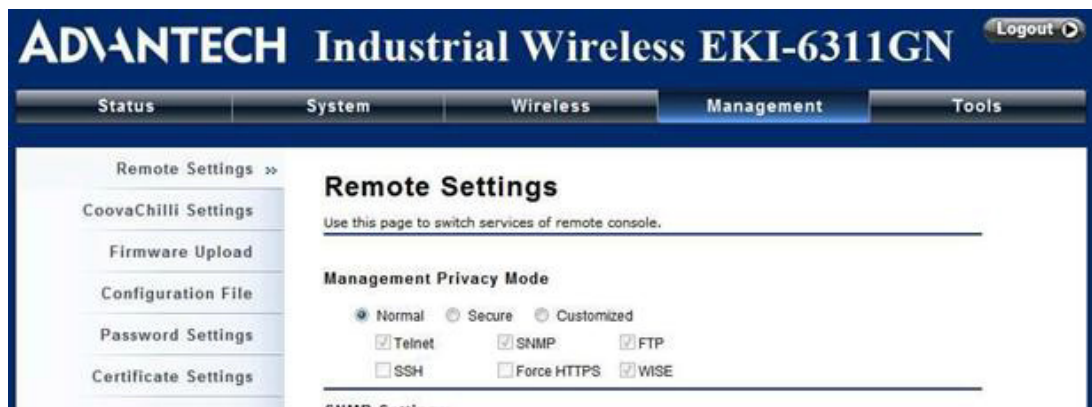 ADVANTECH Industrial Wireless EKI-6311GN Logout
Status System Wireless Management Tools
Remote Settings »
CoovaChilli Settings
Firmware Upload
Configuration File
Password Settings
Certificate Settings
Remote Settings
Use this page to switch services of remote console.
Management Privacy Mode
Normal Secure Customized
Telnet SNMP FTP
SSH Force HTTPS WISE